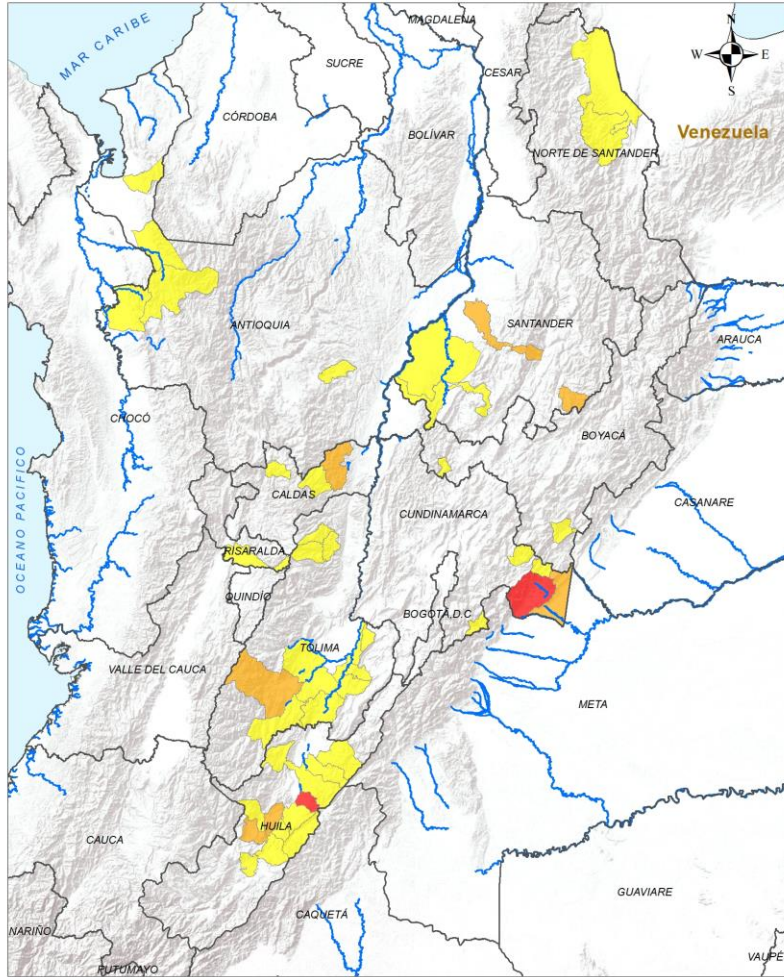 MAGDALENA
N
MAR CARIBE
W E
SUCRE
CESAR
S
CÓRDOBA
BOLÍVAR
Venezuela
NORTE DE SANTANDER
SANTANDER
ANTIOQUIA
ARAUCA
CHOCÓ
BOYACÁ
CALDAS
CASANARE
CUNDINAMARCA
OCEANO PACIFICO
RISARALDA
QUINDÍO
BOGOTÁ, D.C
TOLIMA
VALLE DEL CAUCA
META
HUILA
CAUCA
GUAVIARE
CAQUETÁ
NARIÑO
VAUPÉ
PUTUMAYO